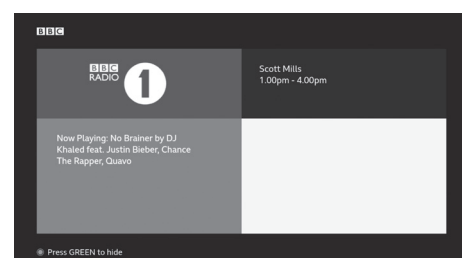 BBC
BBC
RADIO 1
Scott Mills
1.00pm - 4.00pm
Now Playing: No Brainer by DJ
Khaled feat. Justin Bieber, Chance
The Rapper, Quavo
Press GREEN to hide